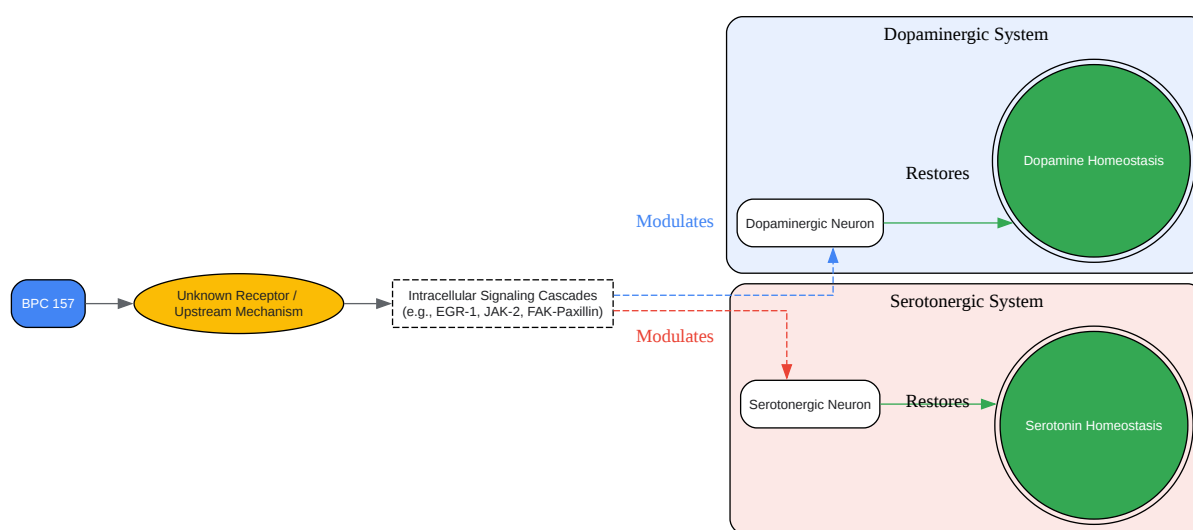 Dopaminergic System
Dopamine Homeostasis
Restores
Modulates
Dopaminergic Neuron
BPC 157
Unknown Receptor /
Upstream Mechanism
Intracellular Signaling Cascades
(e.g., EGR-1, JAK-2, FAK-Paxillin)
Serotonergic System
Modulates
Serotonergic Neuron
Restores
Serotonin Homeostasis